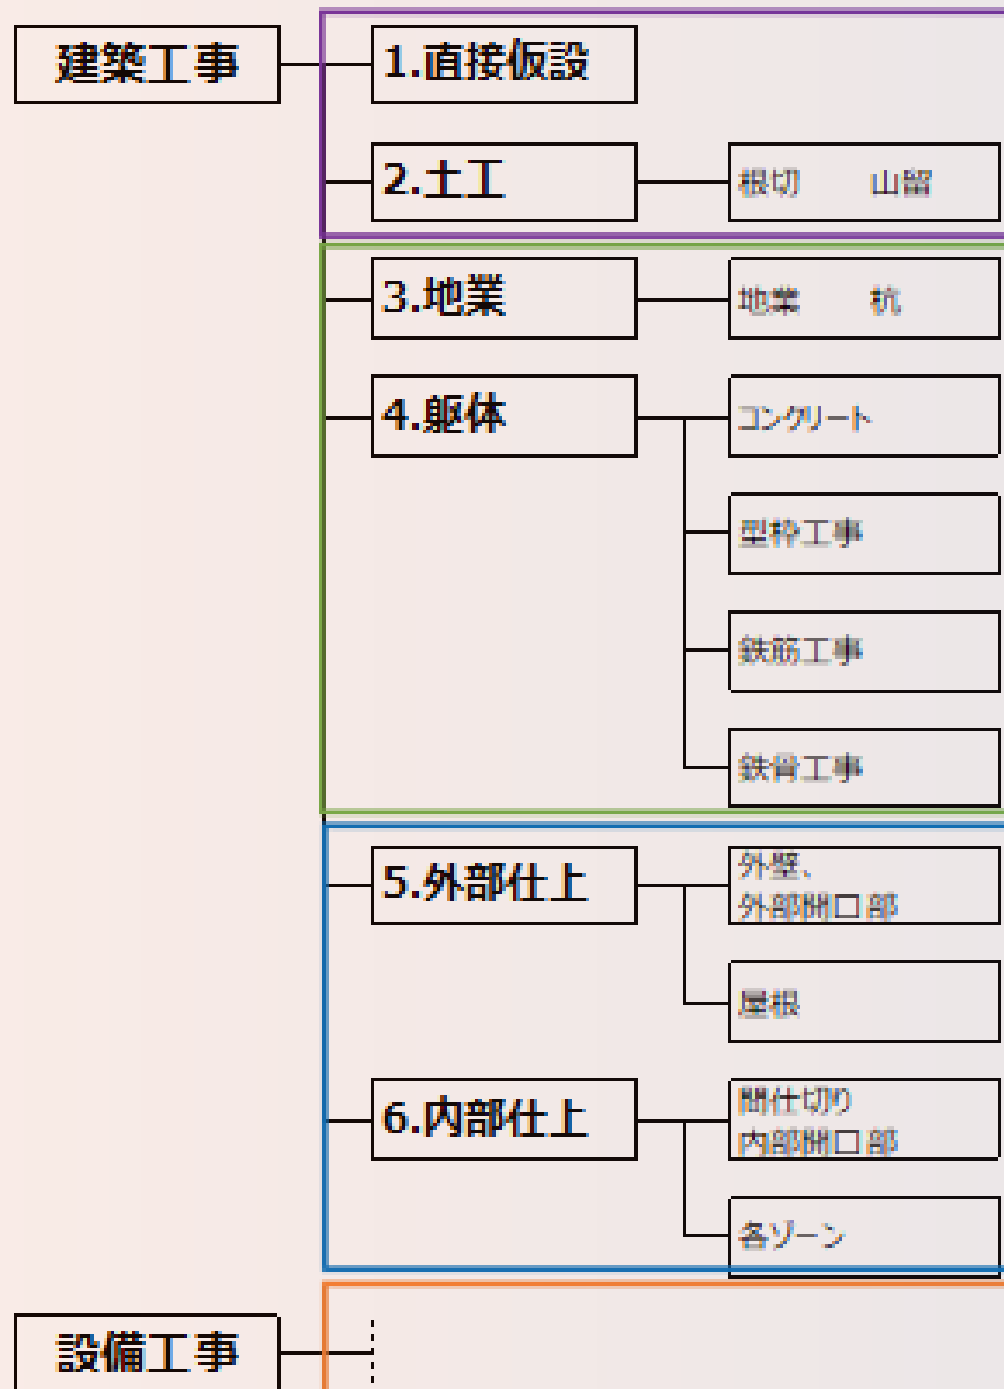 建築工事
1.直接仮設
2.土工
根切 山留
3.地業
地業 杭
4.躯体
コンクリート
型枠工事
鉄筋工事
鉄骨工事
5.外部仕上
外壁、
外部開口部
屋根
6.内部仕上
間仕切り
内部開口部
各ゾーン
設備工事